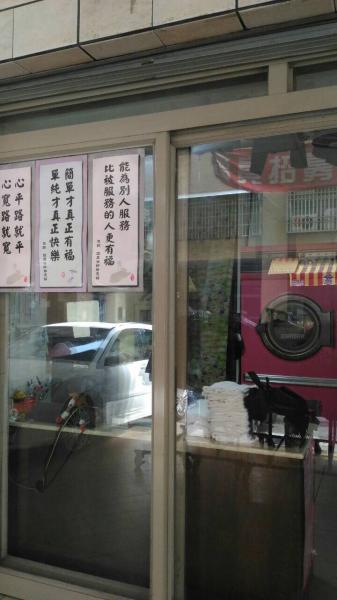 能為別人服務
比被服務的人更有福
簡單才真正有福
單純才真正快樂
心平路就平
心寬路就寬